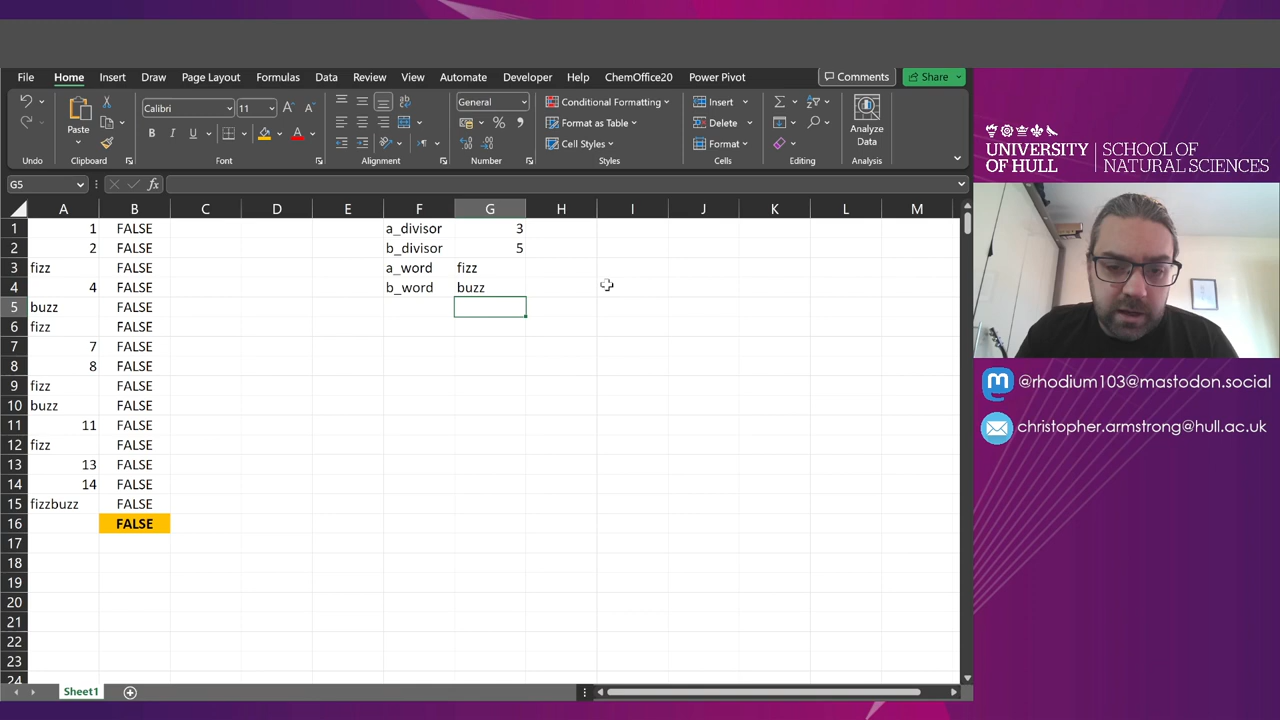 File Home Insert Draw Page Layout Formulas Data Review View Automate Developer Help ChemOffice20 Power Pivot Comments Share
Calibri 11 A A ab General Conditional Formatting Insert
Paste B I U A % Format as Table Delete Analyze Data
Cell Styles Format
Undo Clipboard Font Alignment Number Styles Cells Editing Analysis
UNIVERSITY OF HULL SCHOOL OF NATURAL SCIENCES
G5 fx
A B C D E F G H I J K L M
1 1 FALSE a_divisor 3
2 2 FALSE b_divisor 5
3 fizz FALSE a_word fizz
4 4 FALSE b_word buzz
5 buzz FALSE
6 fizz FALSE
7 7 FALSE
8 8 FALSE
9 fizz FALSE
10 buzz FALSE
11 11 FALSE
12 fizz FALSE
13 13 FALSE
14 14 FALSE
15 fizzbuzz FALSE
16 FALSE
17
18
19
20
21
22
23
24
Sheet1
@rhodium103@mastodon.social
christopher.armstrong@hull.ac.uk